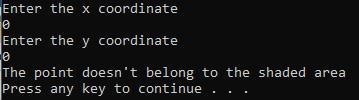 Enter the x coordinate
0
Enter the y coordinate
0
The point doesn't belong to the shaded area
Press any key to continue . . .